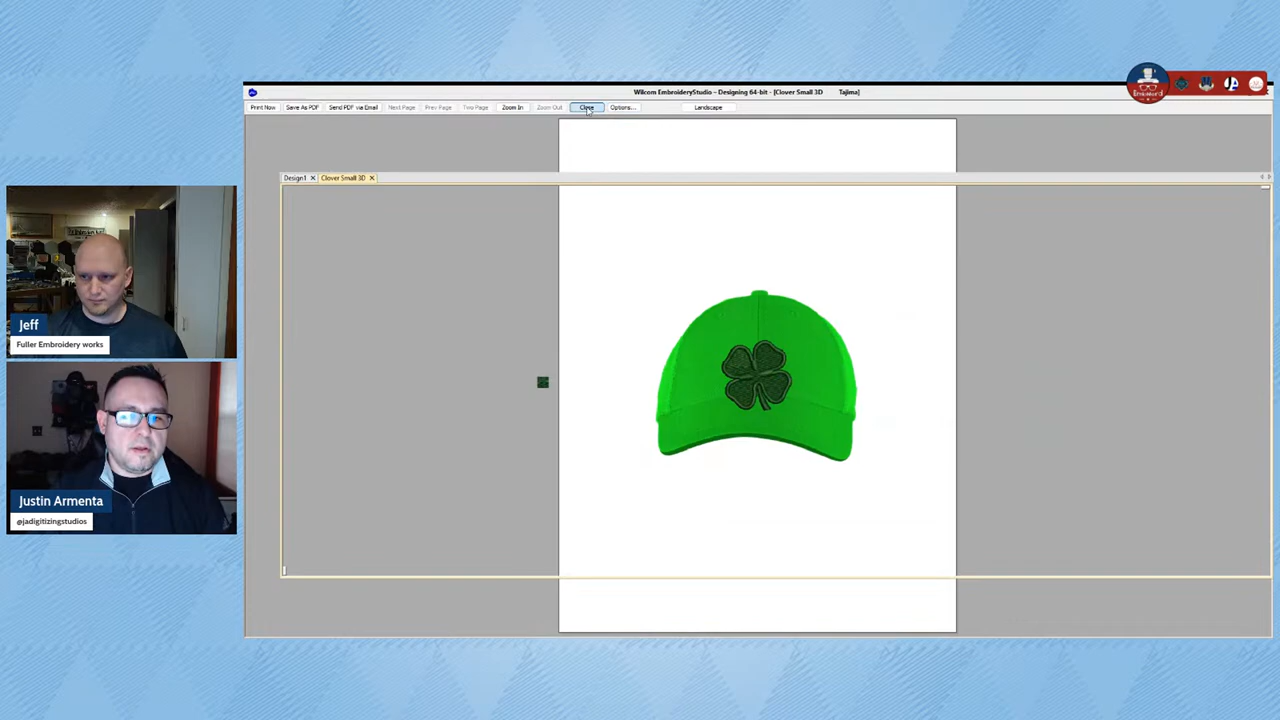 Wilcom EmbroideryStudio – Designing 64-bit - [Clover Small 3D Tajima]
Print Now Save As PDF Send PDF via Email Next Page Prev Page Two Page Zoom In Zoom Out Close Options... Landscape
Design1 Clover Small 3D
Jeff
Fuller Embroidery works
Justin Armenta
@jadigitizingstudios